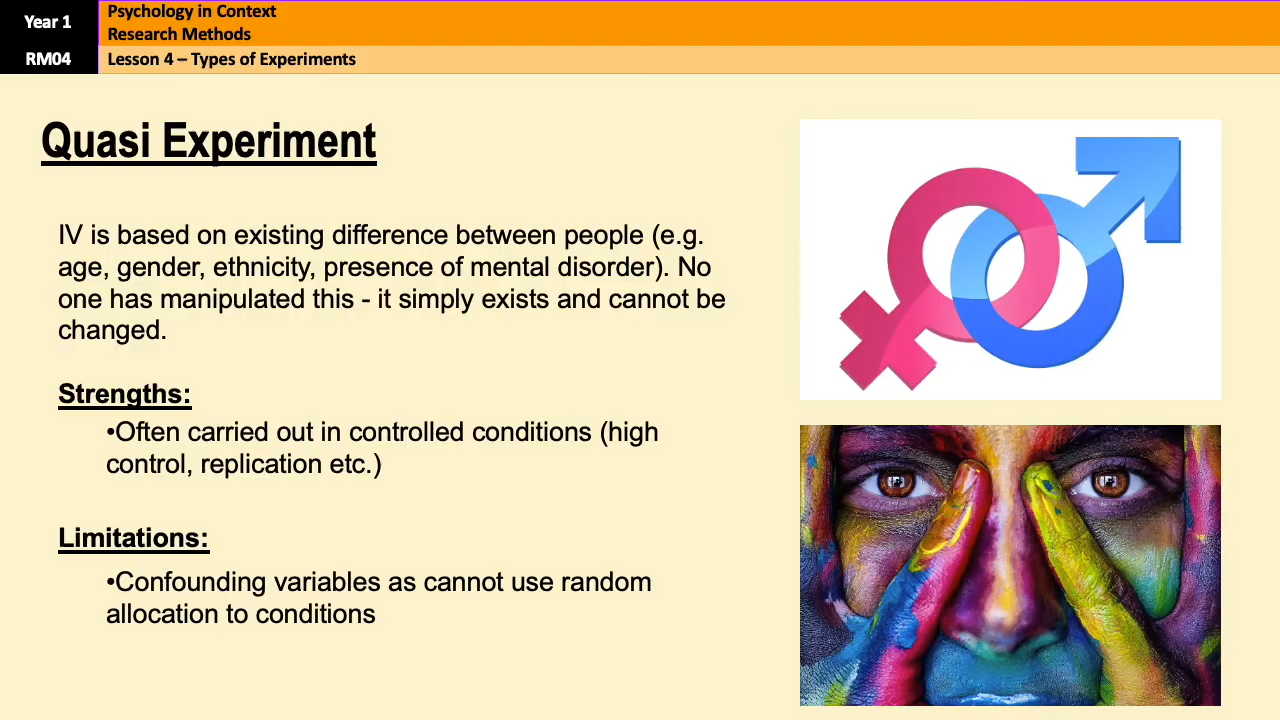 Year 1
Psychology in Context
Research Methods
RM04
Lesson 4 – Types of Experiments
Quasi Experiment
IV is based on existing difference between people (e.g.
age, gender, ethnicity, presence of mental disorder). No
one has manipulated this - it simply exists and cannot be
changed.
Strengths:
•Often carried out in controlled conditions (high
control, replication etc.)
Limitations:
•Confounding variables as cannot use random
allocation to conditions